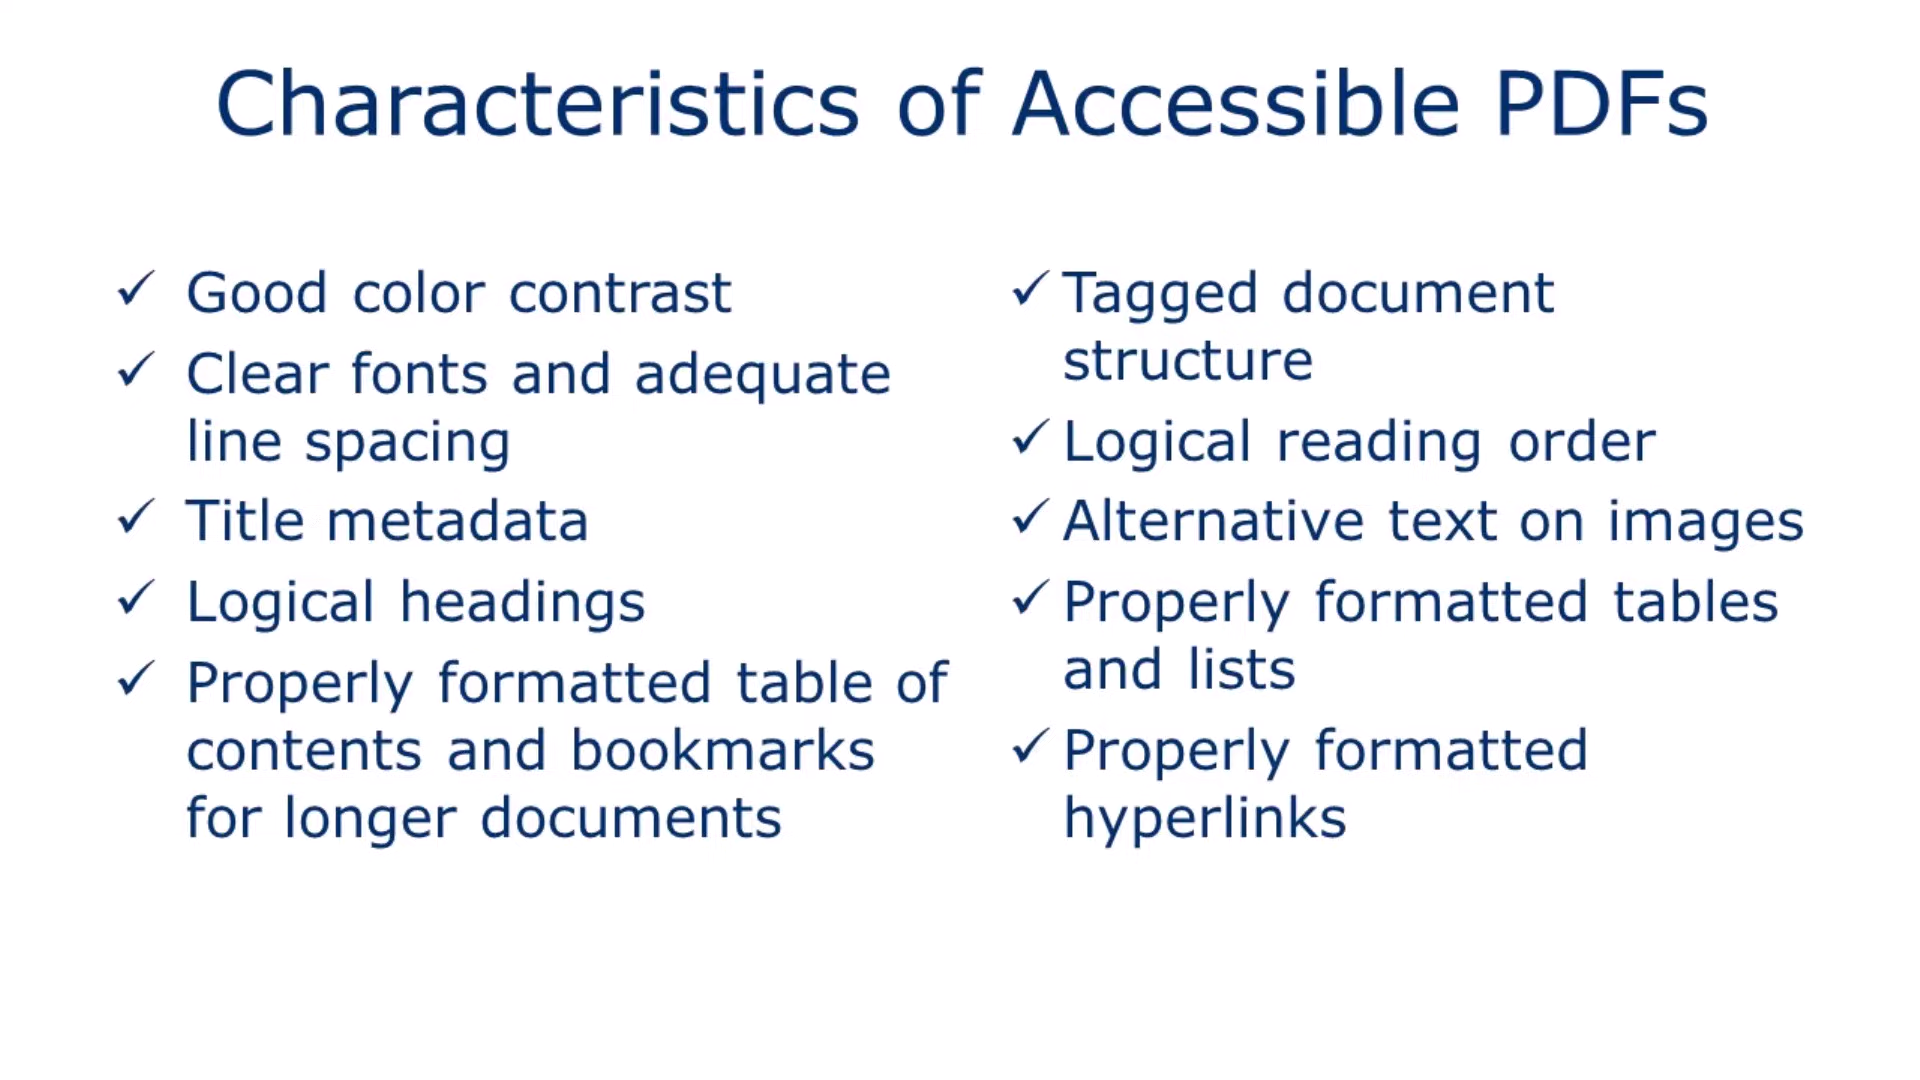 Characteristics of Accessible PDFs
✓ Good color contrast
✓ Clear fonts and adequate
line spacing
✓ Title metadata
✓ Logical headings
✓ Properly formatted table of
contents and bookmarks
for longer documents
✓ Tagged document
structure
✓ Logical reading order
✓ Alternative text on images
✓ Properly formatted tables
and lists
✓ Properly formatted
hyperlinks